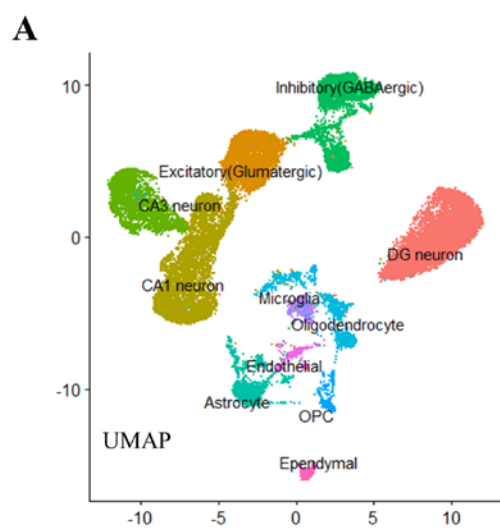 A
10
0
-10
Inhibitory(GABAergic)
Excitatory(Glumatergic)
CA3 neuron
DG neuron
CA1 neuron
Microglia
Oligodendrocyte
Endothelial
Astrocyte
OPC
UMAP
Ependymal
-10 -5 0 5 10